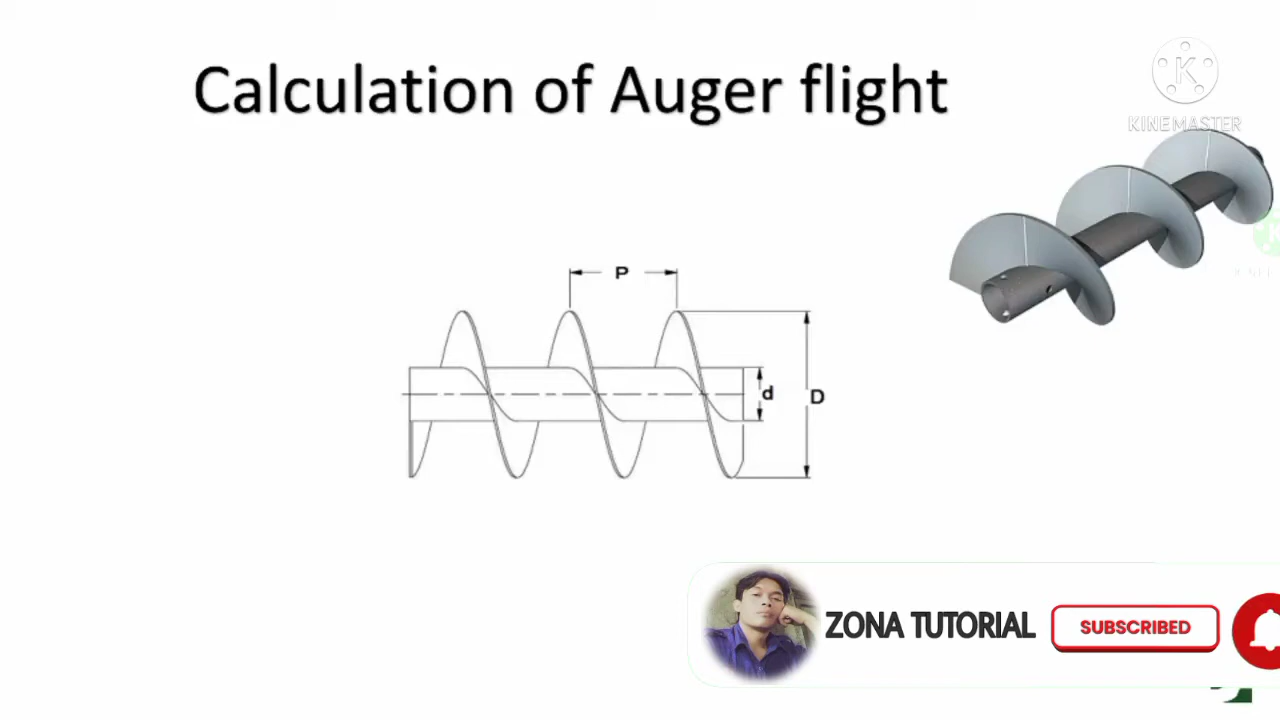 Calculation of Auger flight
KINEMASTER
P
d
D
ZONA TUTORIAL
SUBSCRIBED